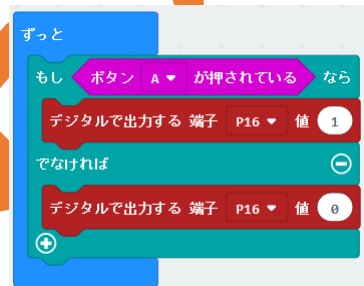 ずっと
もし ボタン A が押されている なら
デジタルで出力する 端子 P16 値 1
でなければ
デジタルで出力する 端子 P16 値 0